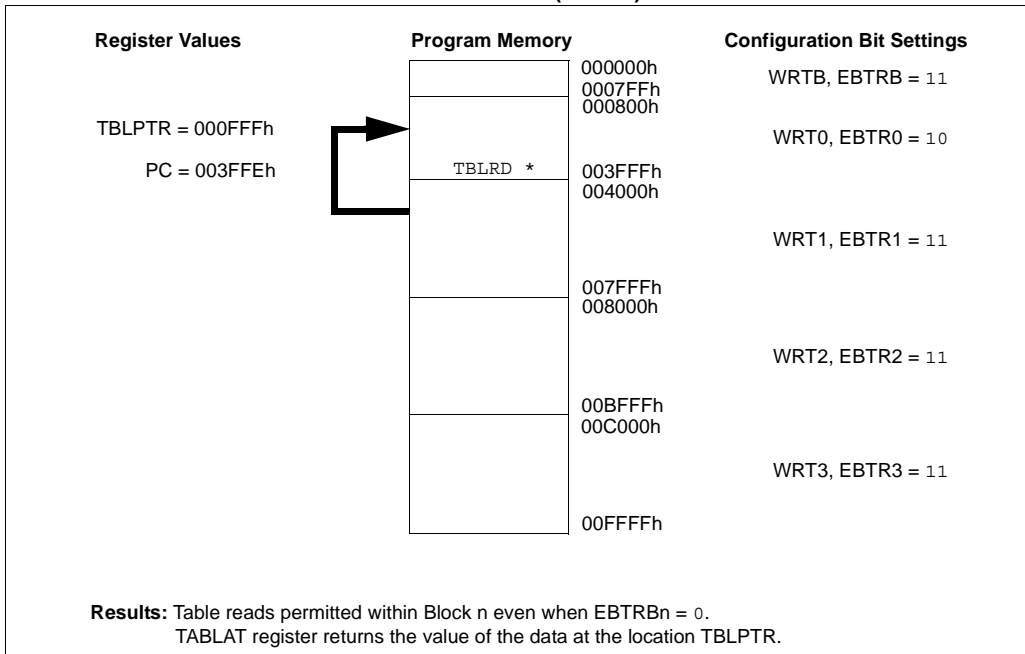 Register Values
Program Memory
Configuration Bit Settings
000000h
WRTB, EBTRB = 11
0007FFh
000800h
TBLPTR = 000FFFh
WRT0, EBTR0 = 10
PC = 003FFEh
TBLRD *
003FFFh
004000h
WRT1, EBTR1 = 11
007FFFh
008000h
WRT2, EBTR2 = 11
00BFFFh
00C000h
WRT3, EBTR3 = 11
00FFFFh
Results: Table reads permitted within Block n even when EBTRBn = 0.
TABLAT register returns the value of the data at the location TBLPTR.